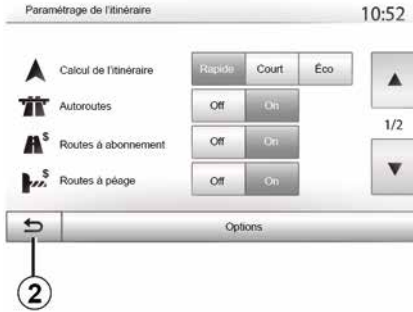 Paramétrage de l'itinéraire 10:52
Calcul de l'itinéraire Rapide Court Éco
Autoroutes Off On
1/2
$ Routes à abonnement Off On
$ Routes à péage Off On
Options
2